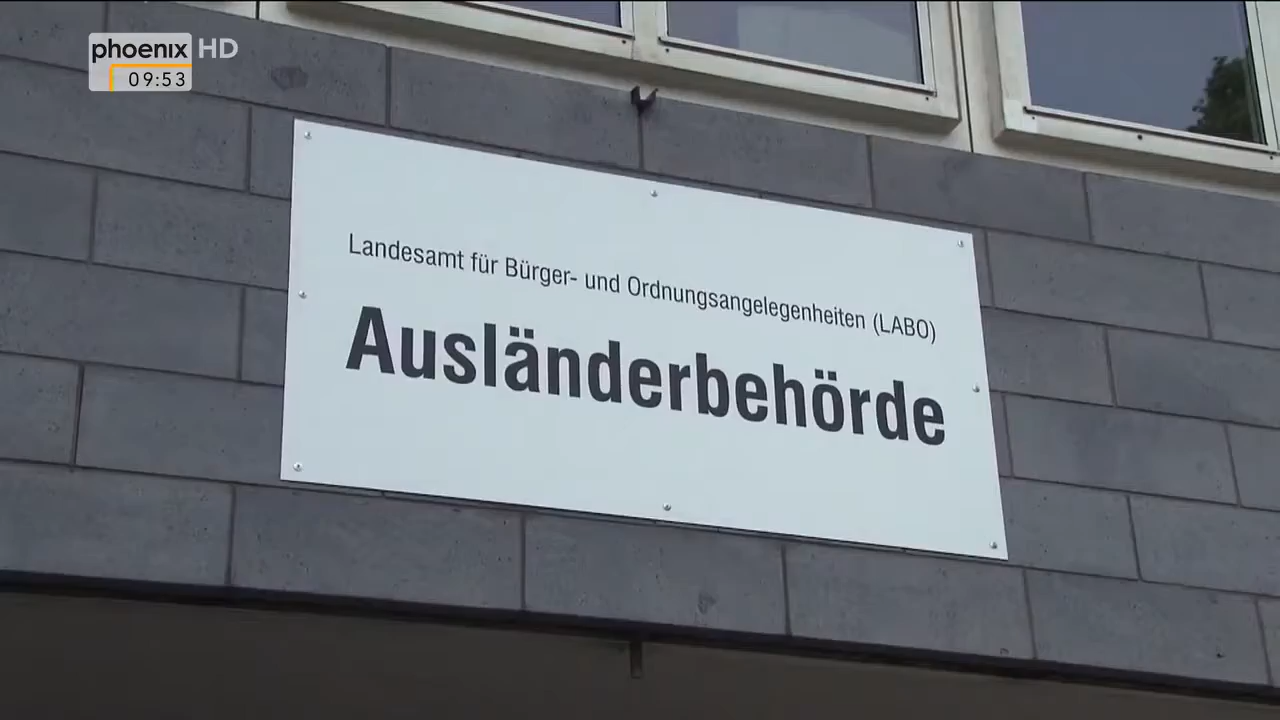 phoenix HD
09:53
Landesamt für Bürger- und Ordnungsangelegenheiten (LABO)
Ausländerbehörde